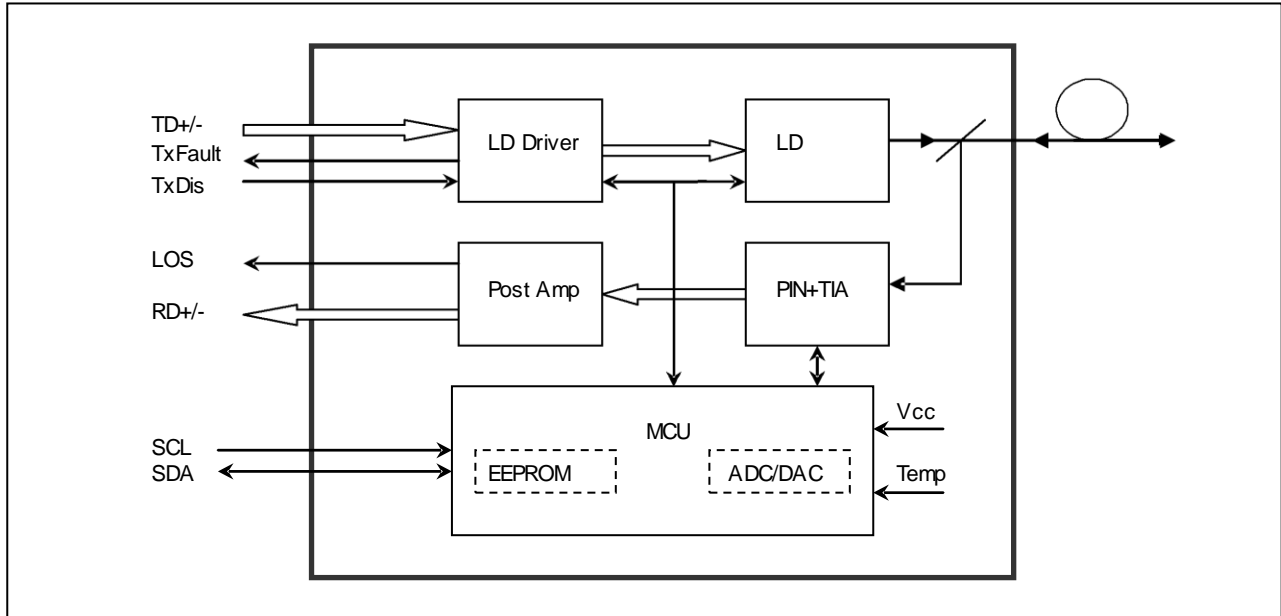 TD+/-
TxFault
TxDis
LD Driver
LD
LOS
RD+/-
Post Amp
PIN+TIA
SCL
SDA
MCU
EEPROM
ADC/DAC
Vcc
Temp